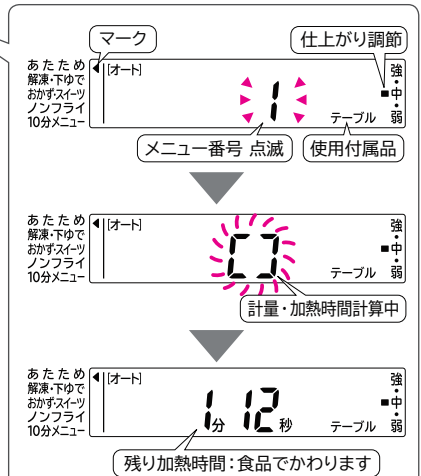 マーク
仕上がり調節
あたため
解凍・下ゆで
おかず・スイーツ
ノンフライ
10分メニュー
[オート]
1
強
中
弱
テーブル
メニュー番号 点滅
使用付属品
あたため
解凍・下ゆで
おかず・スイーツ
ノンフライ
10分メニュー
[オート]
強
中
弱
テーブル
計量・加熱時間計算中
あたため
解凍・下ゆで
おかず・スイーツ
ノンフライ
10分メニュー
[オート]
1分 12秒
強
中
弱
テーブル
残り加熱時間：食品でかわります